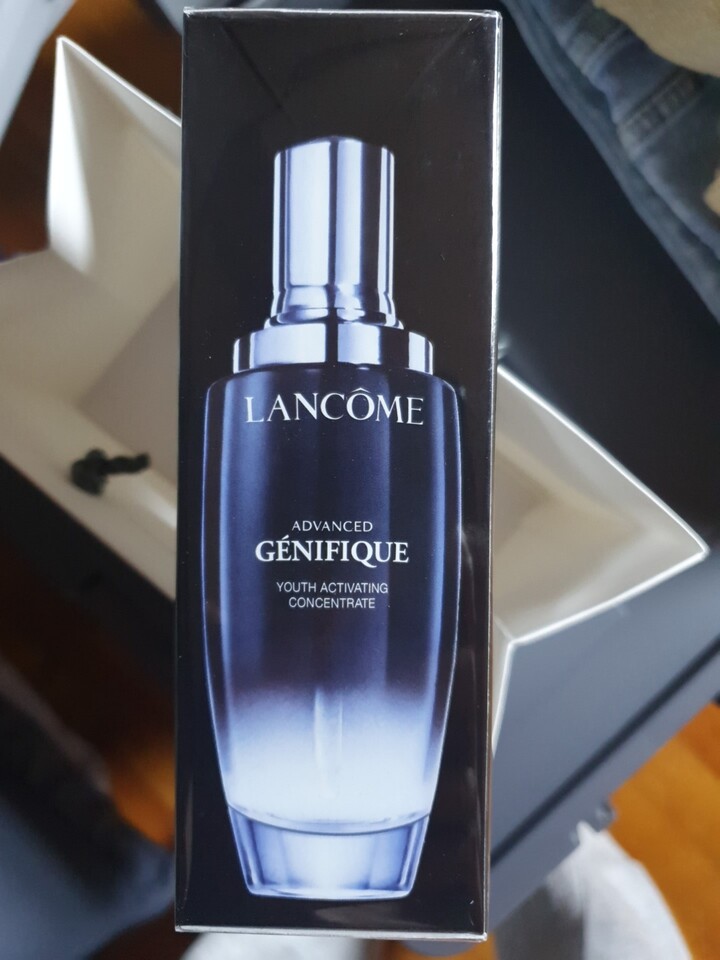 LANCÔME
ADVANCED
GÉNIFIQUE
YOUTH ACTIVATING
CONCENTRATE